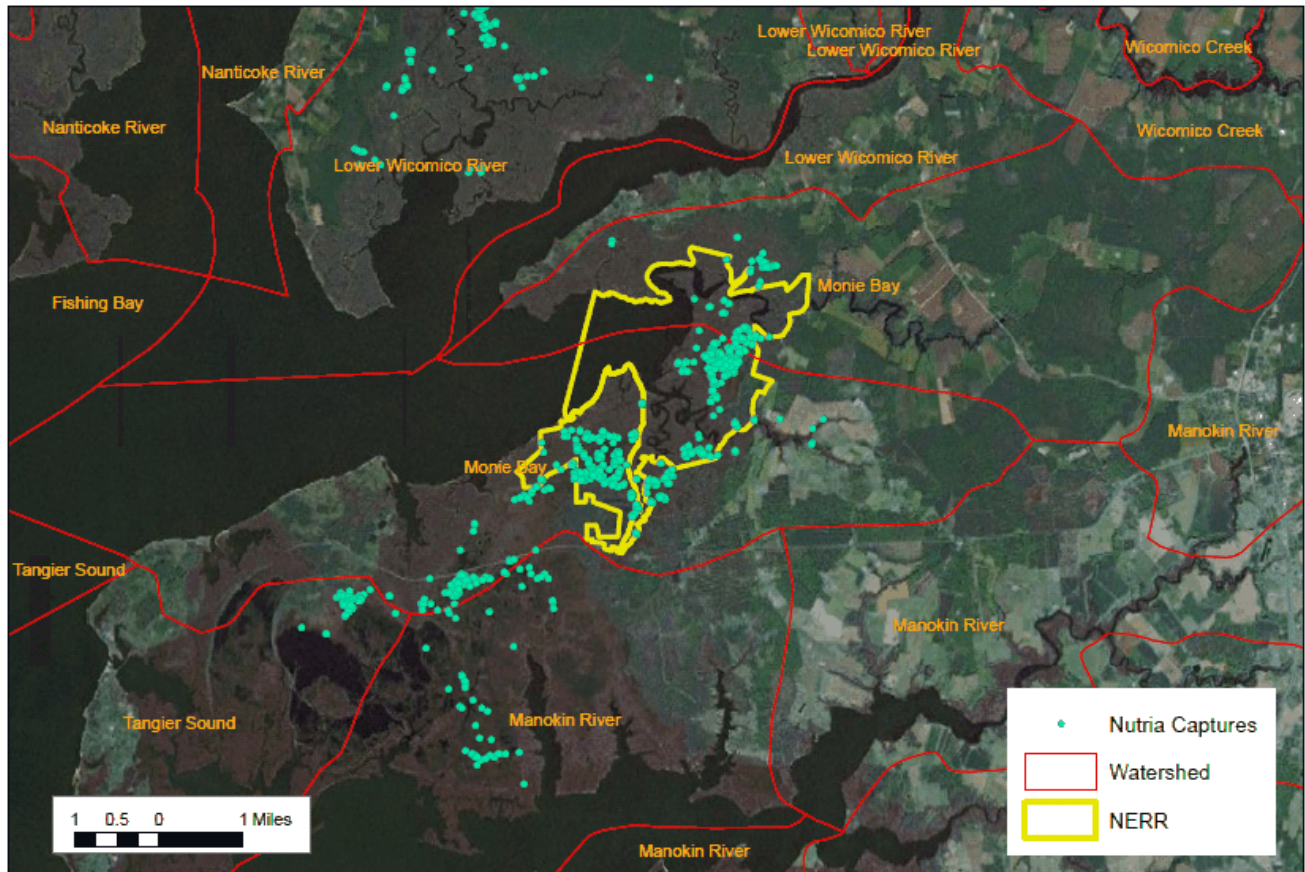 Lower Wicomico River
Lower Wicomico River
Wicomico Creek
Nanticoke River
Nanticoke River
Wicomico Creek
Lower Wicomico River
Lower Wicomico River
Monie Bay
Fishing Bay
Manokin River
Monie Bay
Tangier Sound
Manokin River
Tangier Sound
Manokin River
Nutria Captures
Watershed
NERR
1 0.5 0 1 Miles
Manokin River